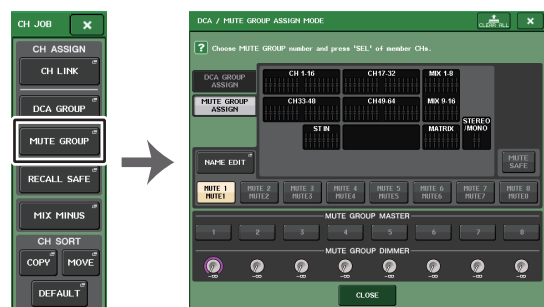 CH JOB
CH ASSIGN
CH LINK
DCA GROUP
MUTE GROUP
RECALL SAFE
MIX MINUS
CH SORT
COPY MOVE
DEFAULT
DCA / MUTE GROUP ASSIGN MODE
CLEAR ALL
? Choose MUTE GROUP number and press 'SEL' of member CHs.
DCA GROUP
ASSIGN
MUTE GROUP
ASSIGN
CH 1-16 CH17-32 MIX 1-8
CH33-48 CH49-64 MIX 9-16
ST IN MATRIX STEREO
/MONO
NAME EDIT
MUTE
SAFE
MUTE 1 MUTE 2 MUTE 3 MUTE 4 MUTE 5 MUTE 6 MUTE 7 MUTE 8
MUTE1 MUTE2 MUTE3 MUTE4 MUTE5 MUTE6 MUTE7 MUTE8
MUTE GROUP MASTER
1 2 3 4 5 6 7 8
MUTE GROUP DIMMER
-∞ -∞ -∞ -∞ -∞ -∞ -∞ -∞
CLOSE